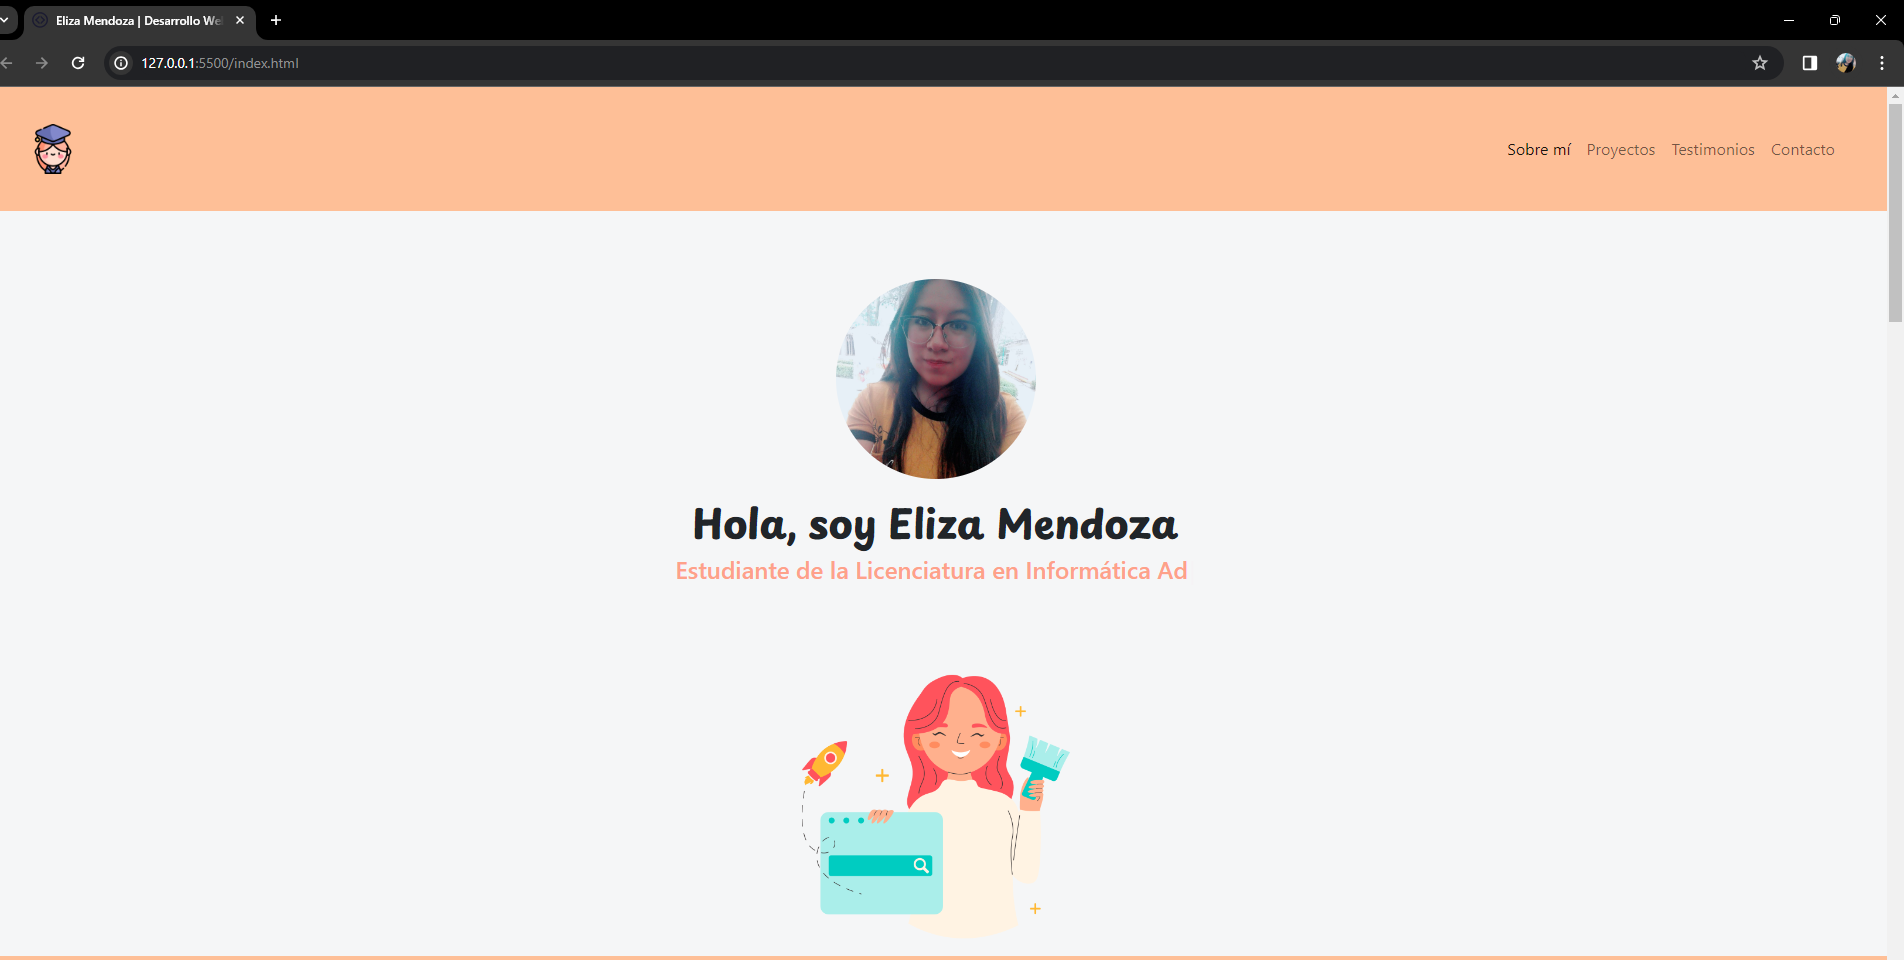 Eliza Mendoza | Desarrollo We
127.0.0.1:5500/index.html
Sobre mí Proyectos Testimonios Contacto
Hola, soy Eliza Mendoza
Estudiante de la Licenciatura en Informática Ad